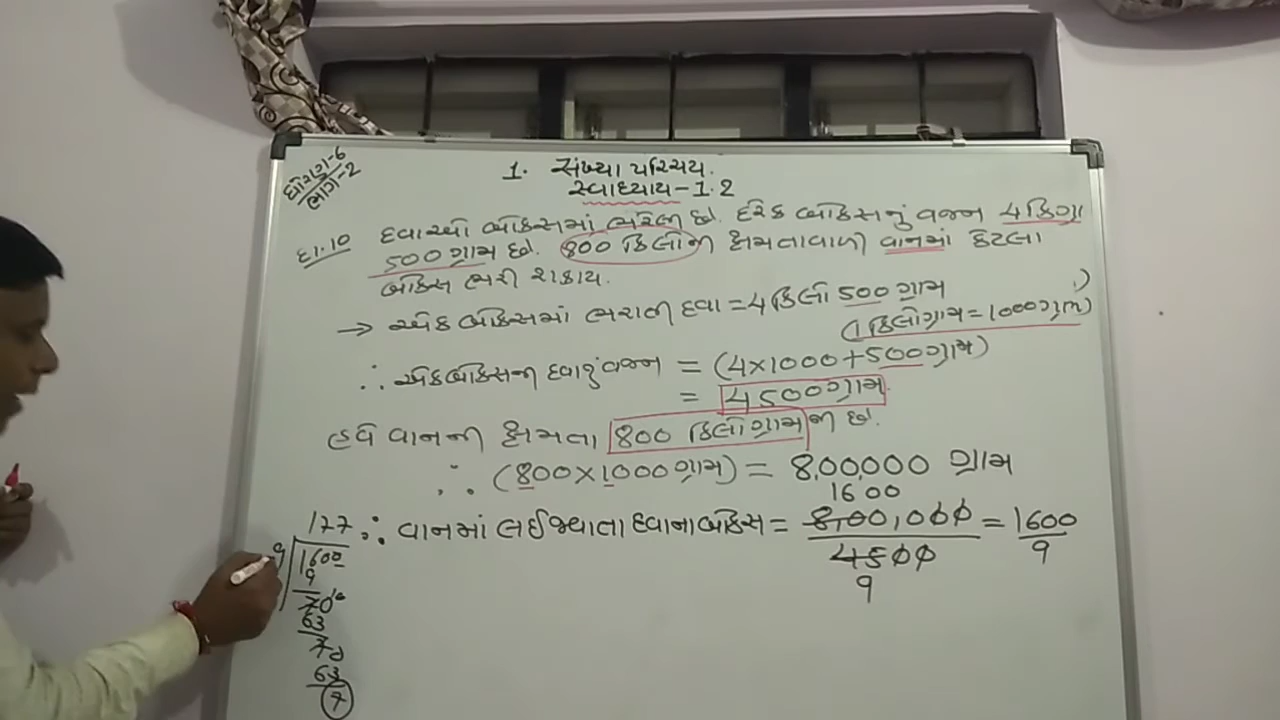 ધોરણ-6
ભાગ-2
1. સંખ્યા પરિચય.
સ્વાધ્યાય-1.2
દા.10 દવાઓ બોક્સમાં ભરેલી છે. દરેક બોક્સનું વજન 4 કિગ્રા
500 ગ્રામ છે. 800 કિલોની ક્ષમતાવાળી વાનમાં કેટલા
બોક્સ ભરી શકાય.
→ એક બોક્સમાં ભરાતી દવા = 4 કિલો 500 ગ્રામ
(1 કિલોગ્રામ = 1000 ગ્રામ)
∴ એક બોક્સની દવાનું વજન = (4×1000+500 ગ્રામ)
= 4500 ગ્રામ
હવે વાનની ક્ષમતા 800 કિલોગ્રામ ની છે.
∴ (800×1000 ગ્રામ) = 8,00,000 ગ્રામ
1600
∴ વાનમાં લઈ જવાતા દવાના બોક્સ = 8,00,000 = 1600
4500 9
9
177
9 1600
9
70
63
70
63
7